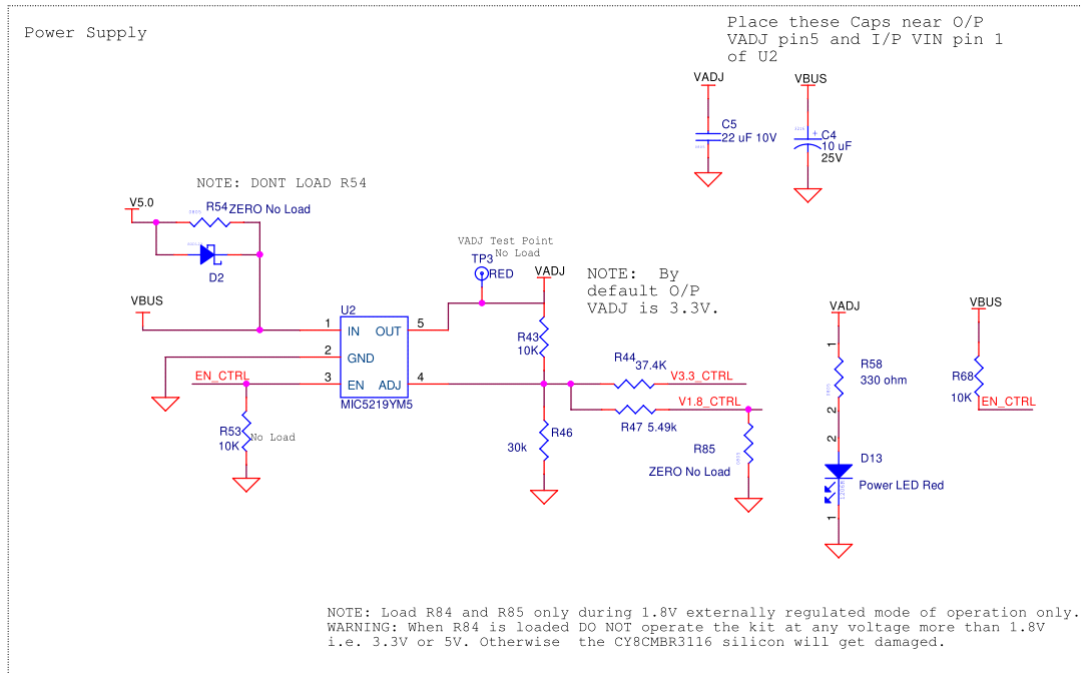 Power Supply
Place these Caps near O/P
VADJ pin5 and I/P VIN pin 1
of U2
VADJ
VBUS
C5
22 uF 10V
+
C4
10 uF
25V
NOTE: DONT LOAD R54
V5.0
R54 ZERO No Load
D2
VADJ Test Point
No Load
TP3
RED
VADJ
NOTE: By
default O/P
VADJ is 3.3V.
VBUS
U2
1 IN OUT 5
2 GND
EN_CTRL 3 EN ADJ 4
MIC5219YM5
R43
10K
R44
37.4K
V3.3_CTRL
V1.8_CTRL
R47 5.49k
R53
10K
No Load
R46
30k
R85
ZERO No Load
VADJ
1
R58
330 ohm
2
2
D13
Power LED Red
1
VBUS
R68
10K
EN_CTRL
NOTE: Load R84 and R85 only during 1.8V externally regulated mode of operation only.
WARNING: When R84 is loaded DO NOT operate the kit at any voltage more than 1.8V
i.e. 3.3V or 5V. Otherwise the CY8CMBR3116 silicon will get damaged.